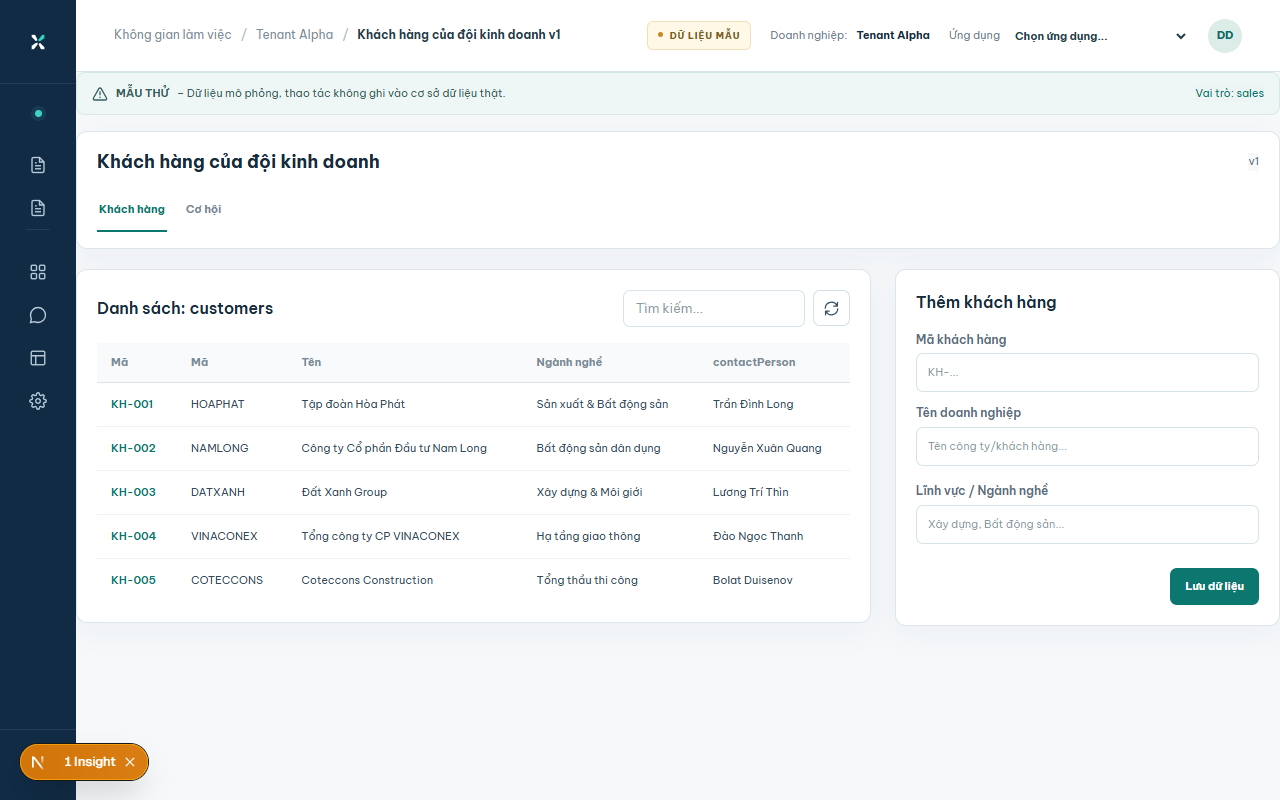 Không gian làm việc / Tenant Alpha / Khách hàng của đội kinh doanh v1
DỮ LIỆU MẪU
Doanh nghiệp: Tenant Alpha
Ứng dụng Chọn ứng dụng...
DD
MẪU THỬ – Dữ liệu mô phỏng, thao tác không ghi vào cơ sở dữ liệu thật.
Vai trò: sales
Khách hàng của đội kinh doanh
v1
Khách hàng Cơ hội
Danh sách: customers
Tìm kiếm...
Mã Mã Tên Ngành nghề contactPerson
KH-001 HOAPHAT Tập đoàn Hòa Phát Sản xuất & Bất động sản Trần Đình Long
KH-002 NAMLONG Công ty Cổ phần Đầu tư Nam Long Bất động sản dân dụng Nguyễn Xuân Quang
KH-003 DATXANH Đất Xanh Group Xây dựng & Môi giới Lương Trí Thìn
KH-004 VINACONEX Tổng công ty CP VINACONEX Hạ tầng giao thông Đào Ngọc Thanh
KH-005 COTECCONS Coteccons Construction Tổng thầu thi công Bolat Duisenov
Thêm khách hàng
Mã khách hàng
KH-...
Tên doanh nghiệp
Tên công ty/khách hàng...
Lĩnh vực / Ngành nghề
Xây dựng, Bất động sản...
Lưu dữ liệu
N 1 Insight